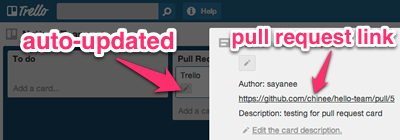 Trello
Help
auto-updated
pull request link
To do
Add a card...
Pull Req
Trello
Add a card...
Author: sayanee
https://github.com/chinee/hello-team/pull/5
Description: testing for pull request card
Edit the card description.